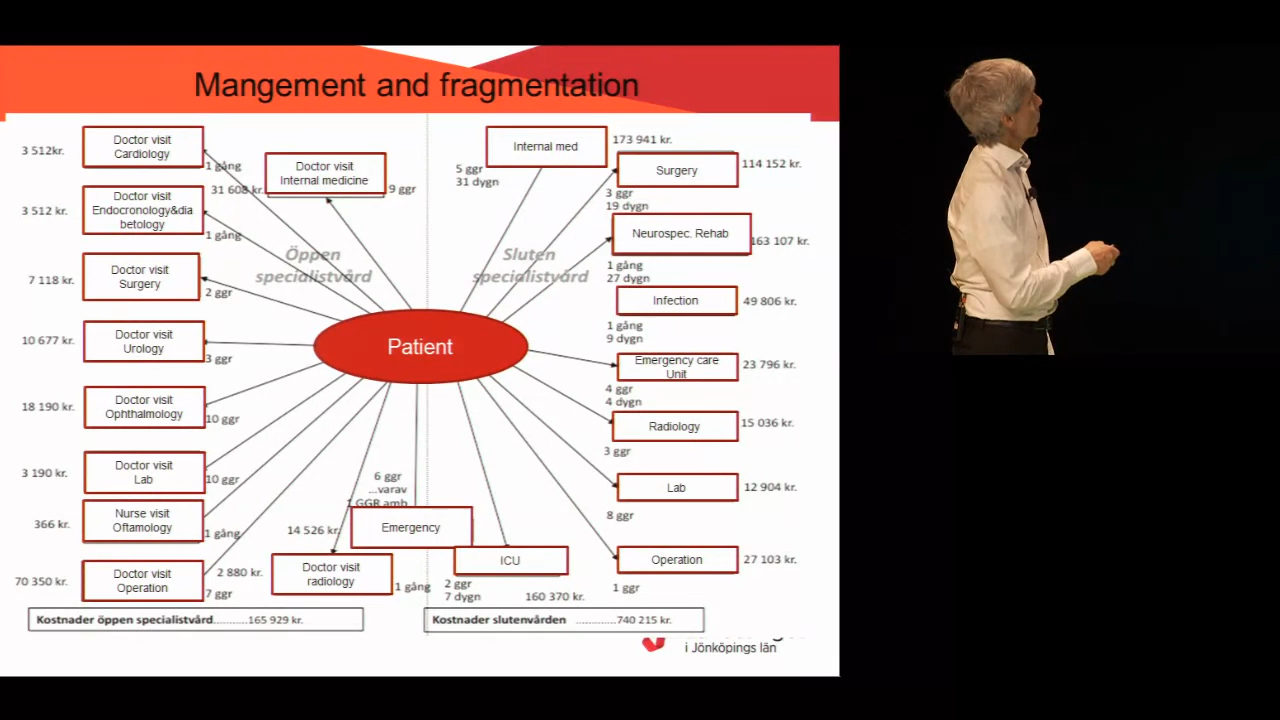 Mangement and fragmentation
3 512kr.
Doctor visit
Cardiology
1 gång
31 608 kr.
Doctor visit
Internal medicine
9 ggr
3 512 kr.
Doctor visit
Endocronology&dia
betology
1 gång
7 118 kr.
Doctor visit
Surgery
2 ggr
10 677 kr.
Doctor visit
Urology
3 ggr
18 190 kr.
Doctor visit
Ophthalmology
10 ggr
3 190 kr.
Doctor visit
Lab
10 ggr
366 kr.
Nurse visit
Oftamology
1 gång
70 350 kr.
Doctor visit
Operation
7 ggr
2 880 kr.
Doctor visit
radiology
1 gång
Öppen
specialistvård
Sluten
specialistvård
Patient
6 ggr
...varav
1 GGR amb
14 526 kr.
Emergency
ICU
2 ggr
7 dygn
160 370 kr.
Internal med
173 941 kr.
5 ggr
31 dygn
Surgery
114 152 kr.
3 ggr
19 dygn
Neurospec. Rehab
163 107 kr.
1 gång
27 dygn
Infection
49 806 kr.
1 gång
9 dygn
Emergency care
Unit
23 796 kr.
4 ggr
4 dygn
Radiology
15 036 kr.
3 ggr
Lab
12 904 kr.
8 ggr
Operation
27 103 kr.
1 ggr
Kostnader öppen specialistvård...........165 929 kr.
Kostnader slutenvården .............740 215 kr.
i Jönköpings län